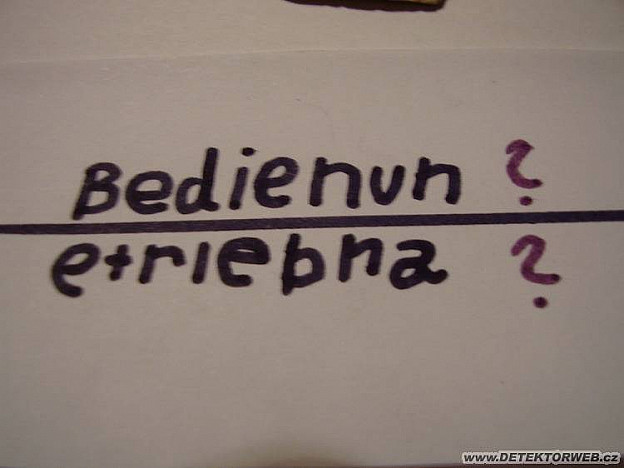 Bedienun ?
etriebna ?
www.DETEKTORWEB.cz